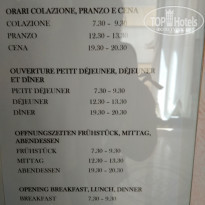 TOPHOTELS
ORARI COLAZIONE, PRANZO E CENA
COLAZIONE 7.30 - 9.30
PRANZO 12.30 - 13.30
CENA 19.30 - 20.30
OUVERTURE PETIT DÉJEUNER, DÉJEUNER
ET DÎNER
PETIT DÉJEUNER 7.30 - 9.30
DÉJEUNER 12.30 - 13.30
DÎNER 19.30 - 20.30
OFFNUNGSZEITEN FRÜHSTÜCK, MITTAG,
ABENDESSEN
FRÜHSTÜCK 7.30 - 9.30
MITTAG 12.30 - 13.30
ABENDESSEN 19.30 - 20.30
OPENING BREAKFAST, LUNCH, DINNER
BREAKFAST 7.30 - 9.30